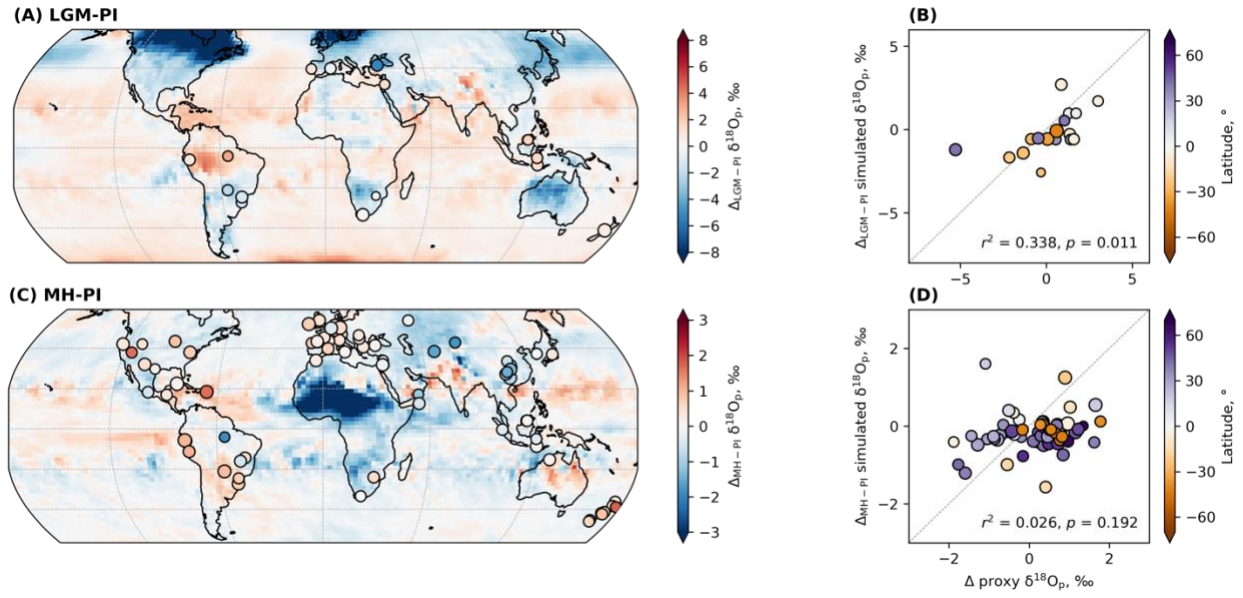 (A) LGM-PI
8
6
4
2
0
−2
−4
−6
−8
Δ_LGM − PI δ¹⁸Oₚ, ‰
(B)
5
0
−5
Δ_LGM − PI simulated δ¹⁸Oₚ, ‰
r² = 0.338, p = 0.011
−5 0 5
60
30
0
−30
−60
Latitude, °
(C) MH-PI
3
2
1
0
−1
−2
−3
Δ_MH − PI δ¹⁸Oₚ, ‰
(D)
2
0
−2
Δ_MH − PI simulated δ¹⁸Oₚ, ‰
r² = 0.026, p = 0.192
−2 0 2
Δ proxy δ¹⁸Oₚ, ‰
60
30
0
−30
−60
Latitude, °